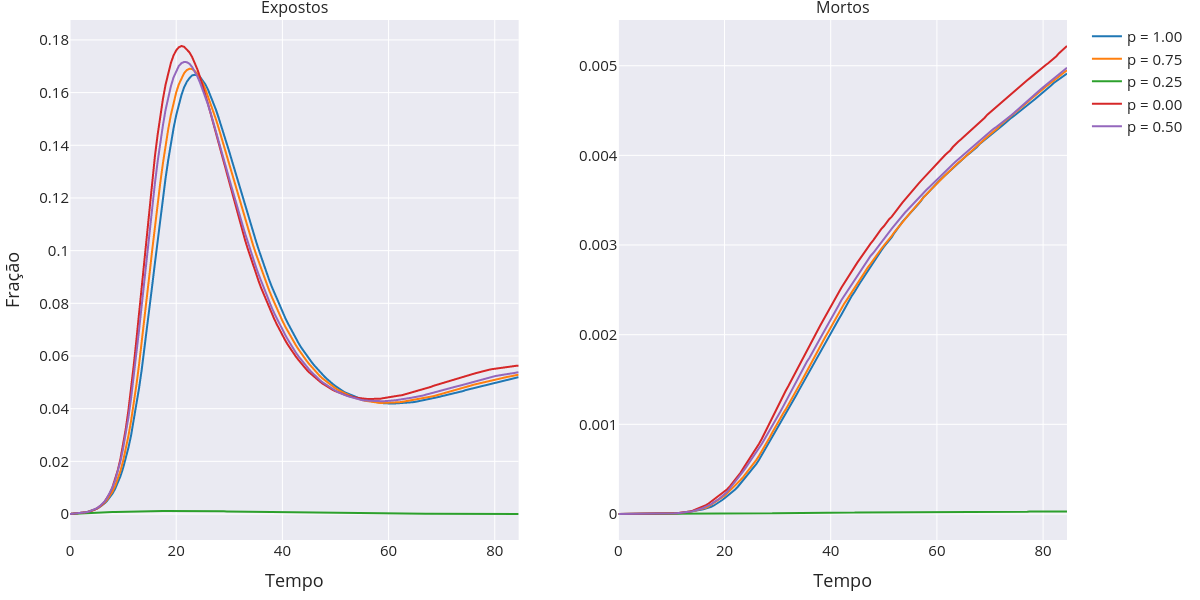 Expostos
Mortos
Fração
0.18
0.16
0.14
0.12
0.1
0.08
0.06
0.04
0.02
0
0 20 40 60 80
Tempo
0.005
0.004
0.003
0.002
0.001
0
0 20 40 60 80
Tempo
p = 1.00
p = 0.75
p = 0.25
p = 0.00
p = 0.50